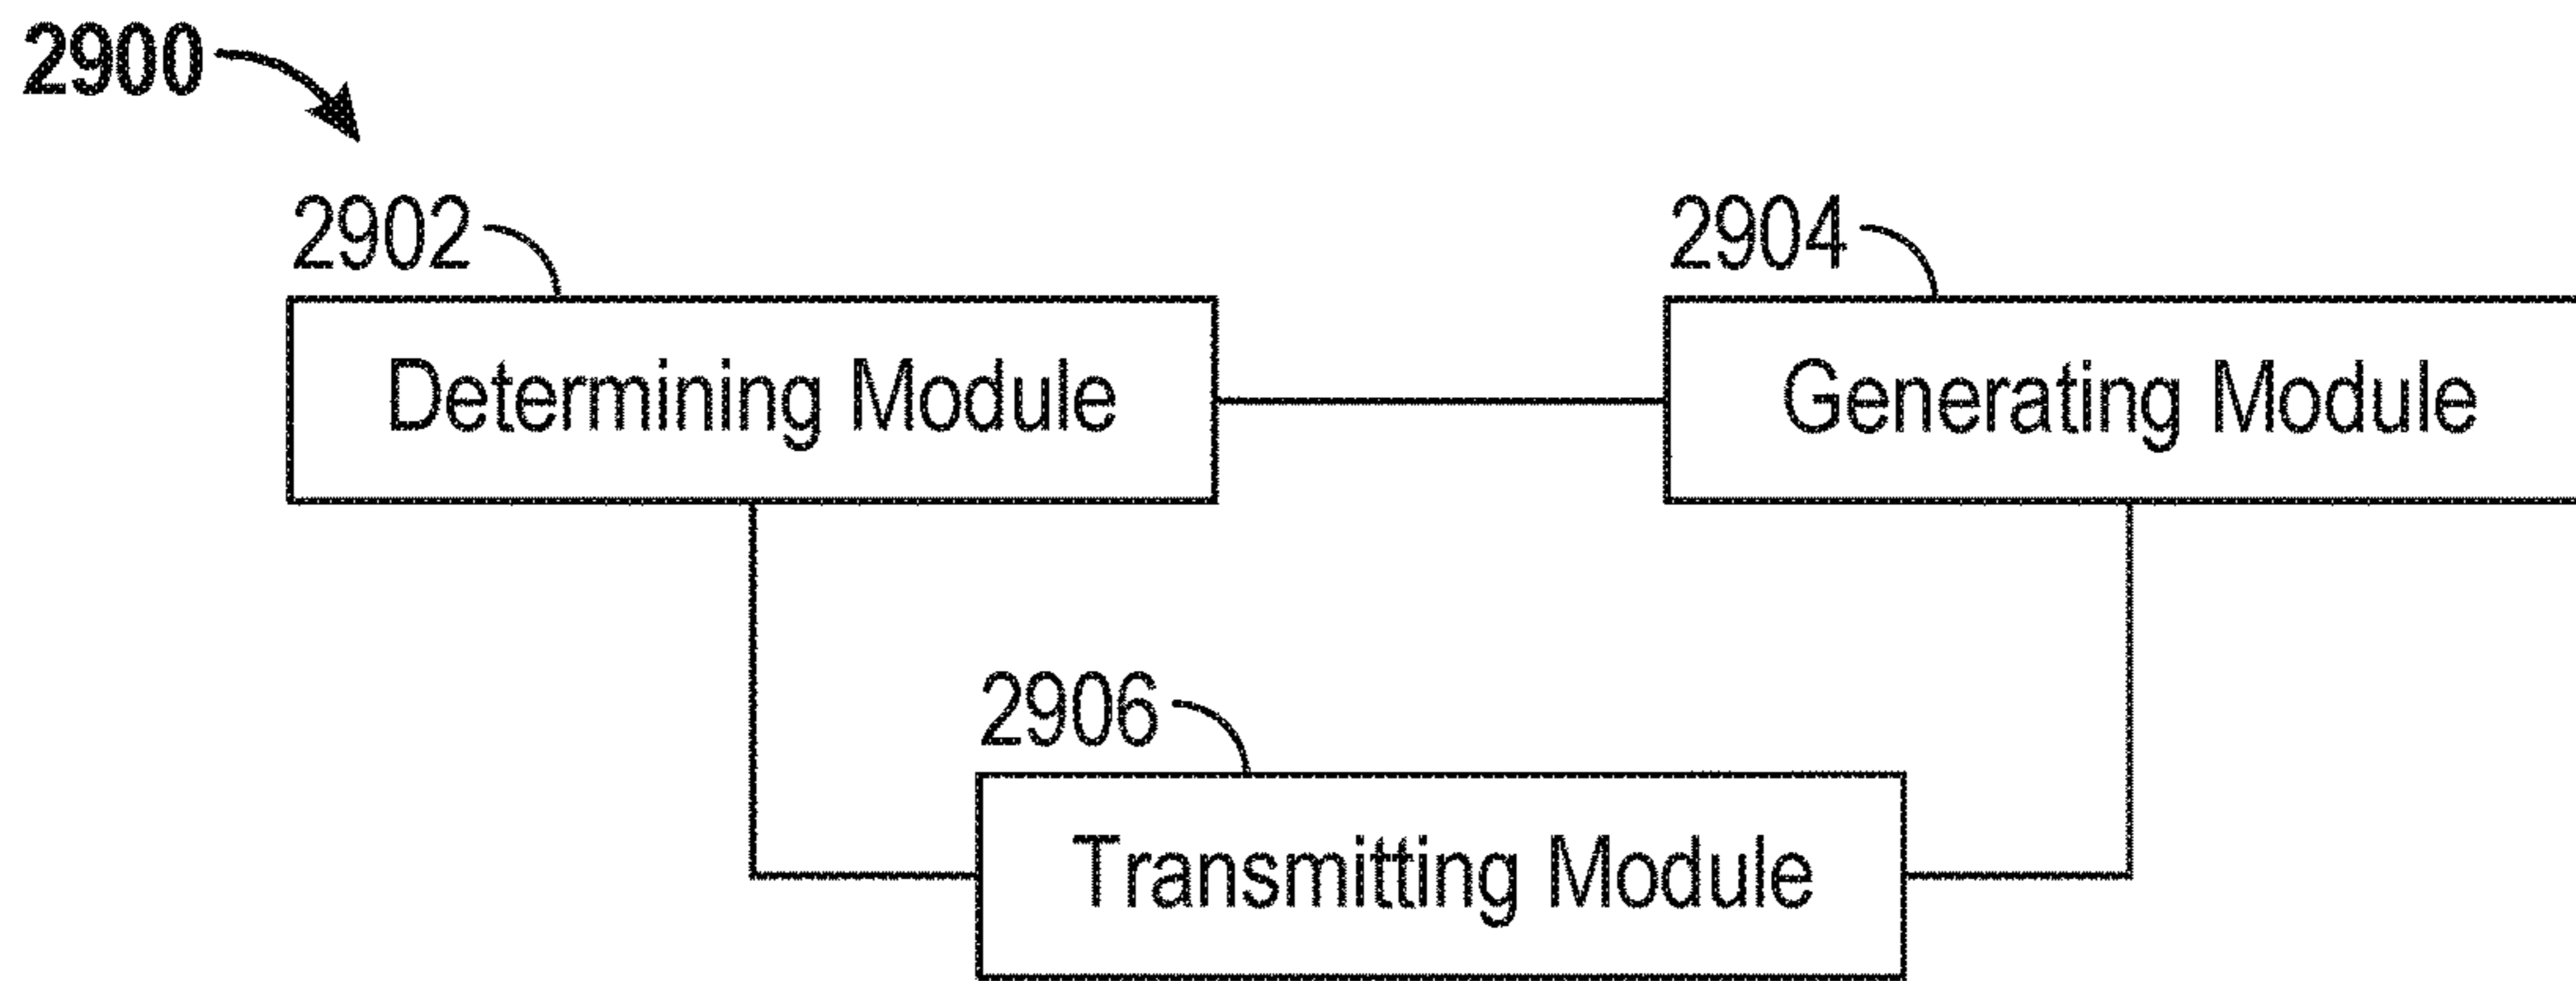 2900
2902
2904
Determining Module
Generating Module
2906
Transmitting Module